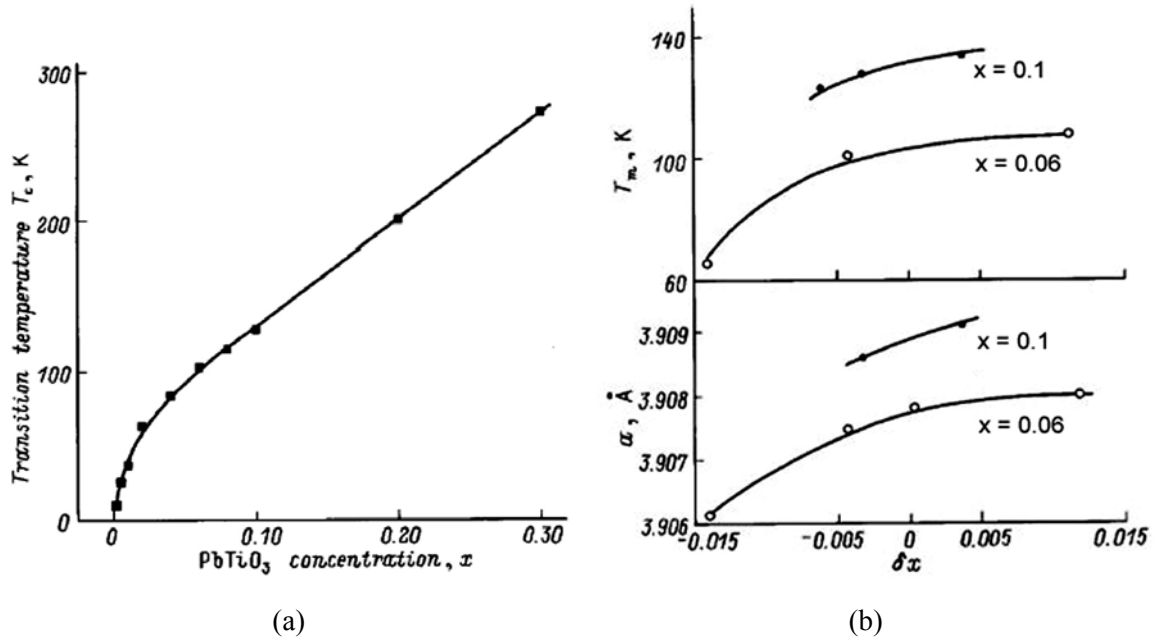 Transition temperature T_c, K
300
200
100
0
0
0.10
0.20
0.30
PbTiO₃ concentration, x
(a)
T_m, K
140
100
60
x = 0.1
x = 0.06
a, Å
3.909
3.908
3.907
3.906
x = 0.1
x = 0.06
-0.015
-0.005
0
0.005
0.015
δx
(b)